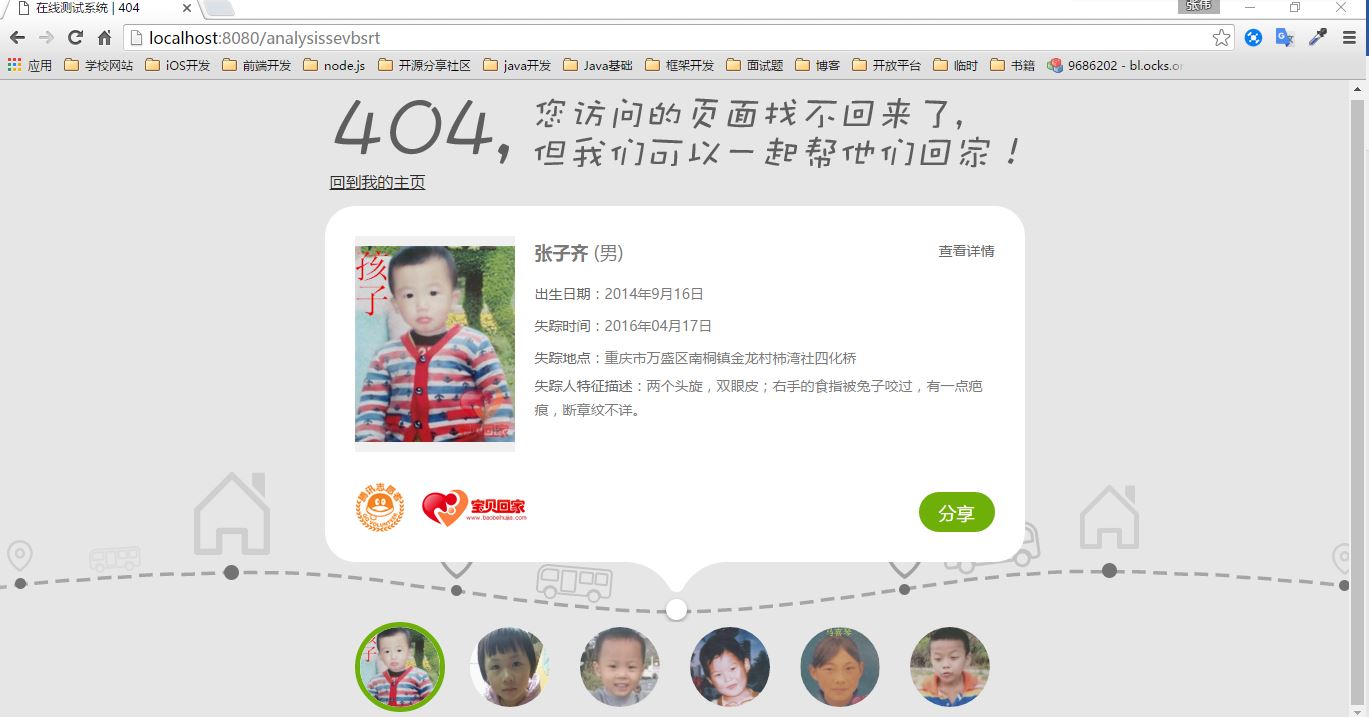 在线测试系统 | 404
张伟
localhost:8080/analysissevbsrt
应用 学校网站 iOS开发 前端开发 node.js 开源分享社区 java开发 Java基础 框架开发 面试题 博客 开放平台 临时 书籍 9686202 - bl.ocks.or
404,
您访问的页面找不回来了,
但我们可以一起帮他们回家!
回到我的主页
孩子
张子齐 (男)
查看详情
出生日期：2014年9月16日
失踪时间：2016年04月17日
失踪地点：重庆市万盛区南桐镇金龙村柿湾社四化桥
失踪人特征描述：两个头旋，双眼皮；右手的食指被兔子咬过，有一点疤
痕，断章纹不详。
腾讯志愿者
宝贝回家
www.baobeihuijia.com
分享